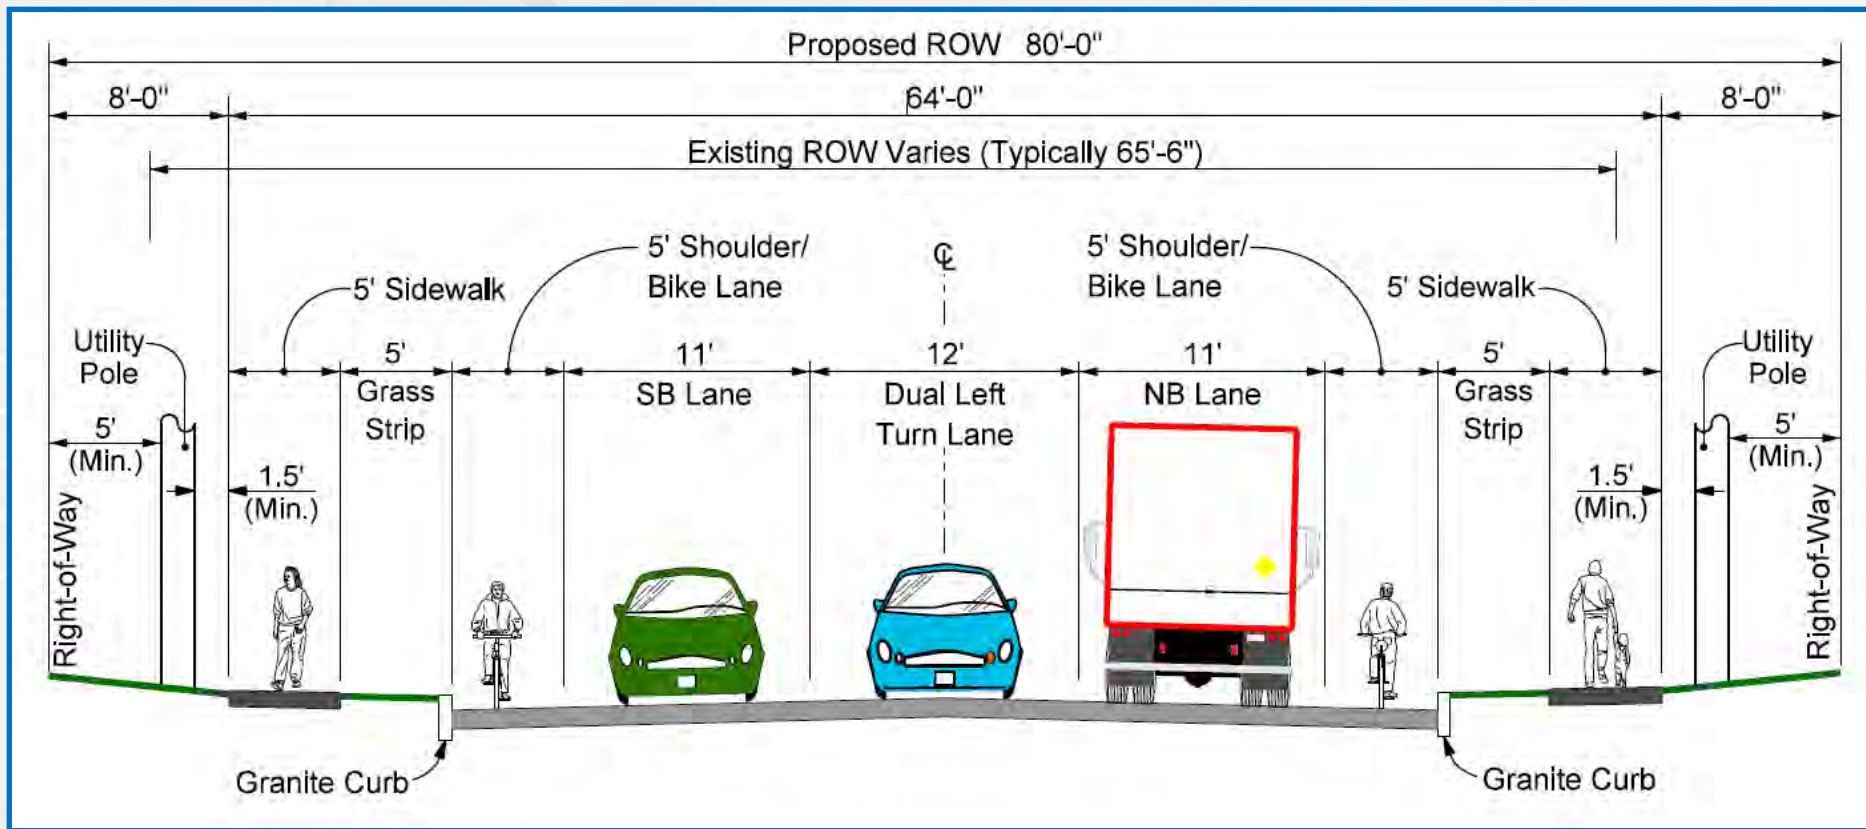 Proposed ROW 80'-0"
8'-0"
64'-0"
8'-0"
Existing ROW Varies (Typically 65'-6")
5' Shoulder/
Bike Lane
℄
5' Shoulder/
Bike Lane
5' Sidewalk
5' Sidewalk
Utility
Pole
5'
Grass
Strip
11'
SB Lane
12'
Dual Left
Turn Lane
11'
NB Lane
5'
Grass
Strip
Utility
Pole
5'
(Min.)
1.5'
(Min.)
1.5'
(Min.)
5'
(Min.)
Right-of-Way
Right-of-Way
Granite Curb
Granite Curb